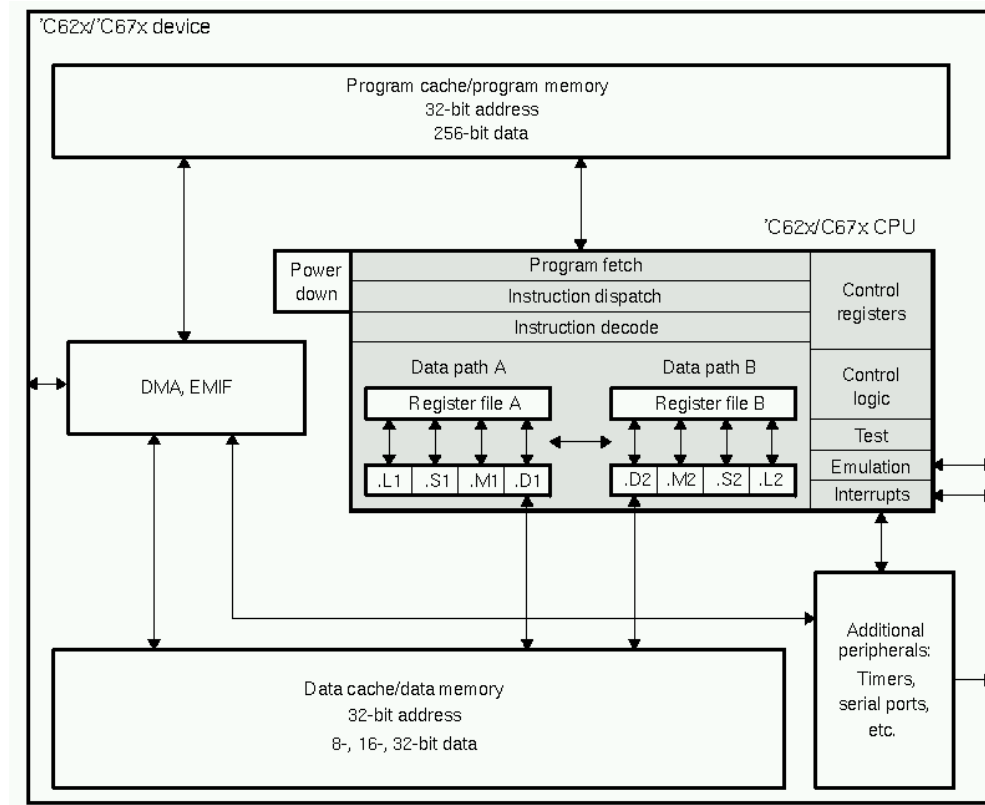 'C62x/'C67x device
Program cache/program memory
32-bit address
256-bit data
'C62x/C67x CPU
Power
down
Program fetch
Instruction dispatch
Instruction decode
Control
registers
Data path A
Data path B
Control
logic
DMA, EMIF
Register file A
Register file B
Test
.L1 .S1 .M1 .D1
.D2 .M2 .S2 .L2
Emulation
Interrupts
Additional
peripherals:
Timers,
serial ports,
etc.
Data cache/data memory
32-bit address
8-, 16-, 32-bit data